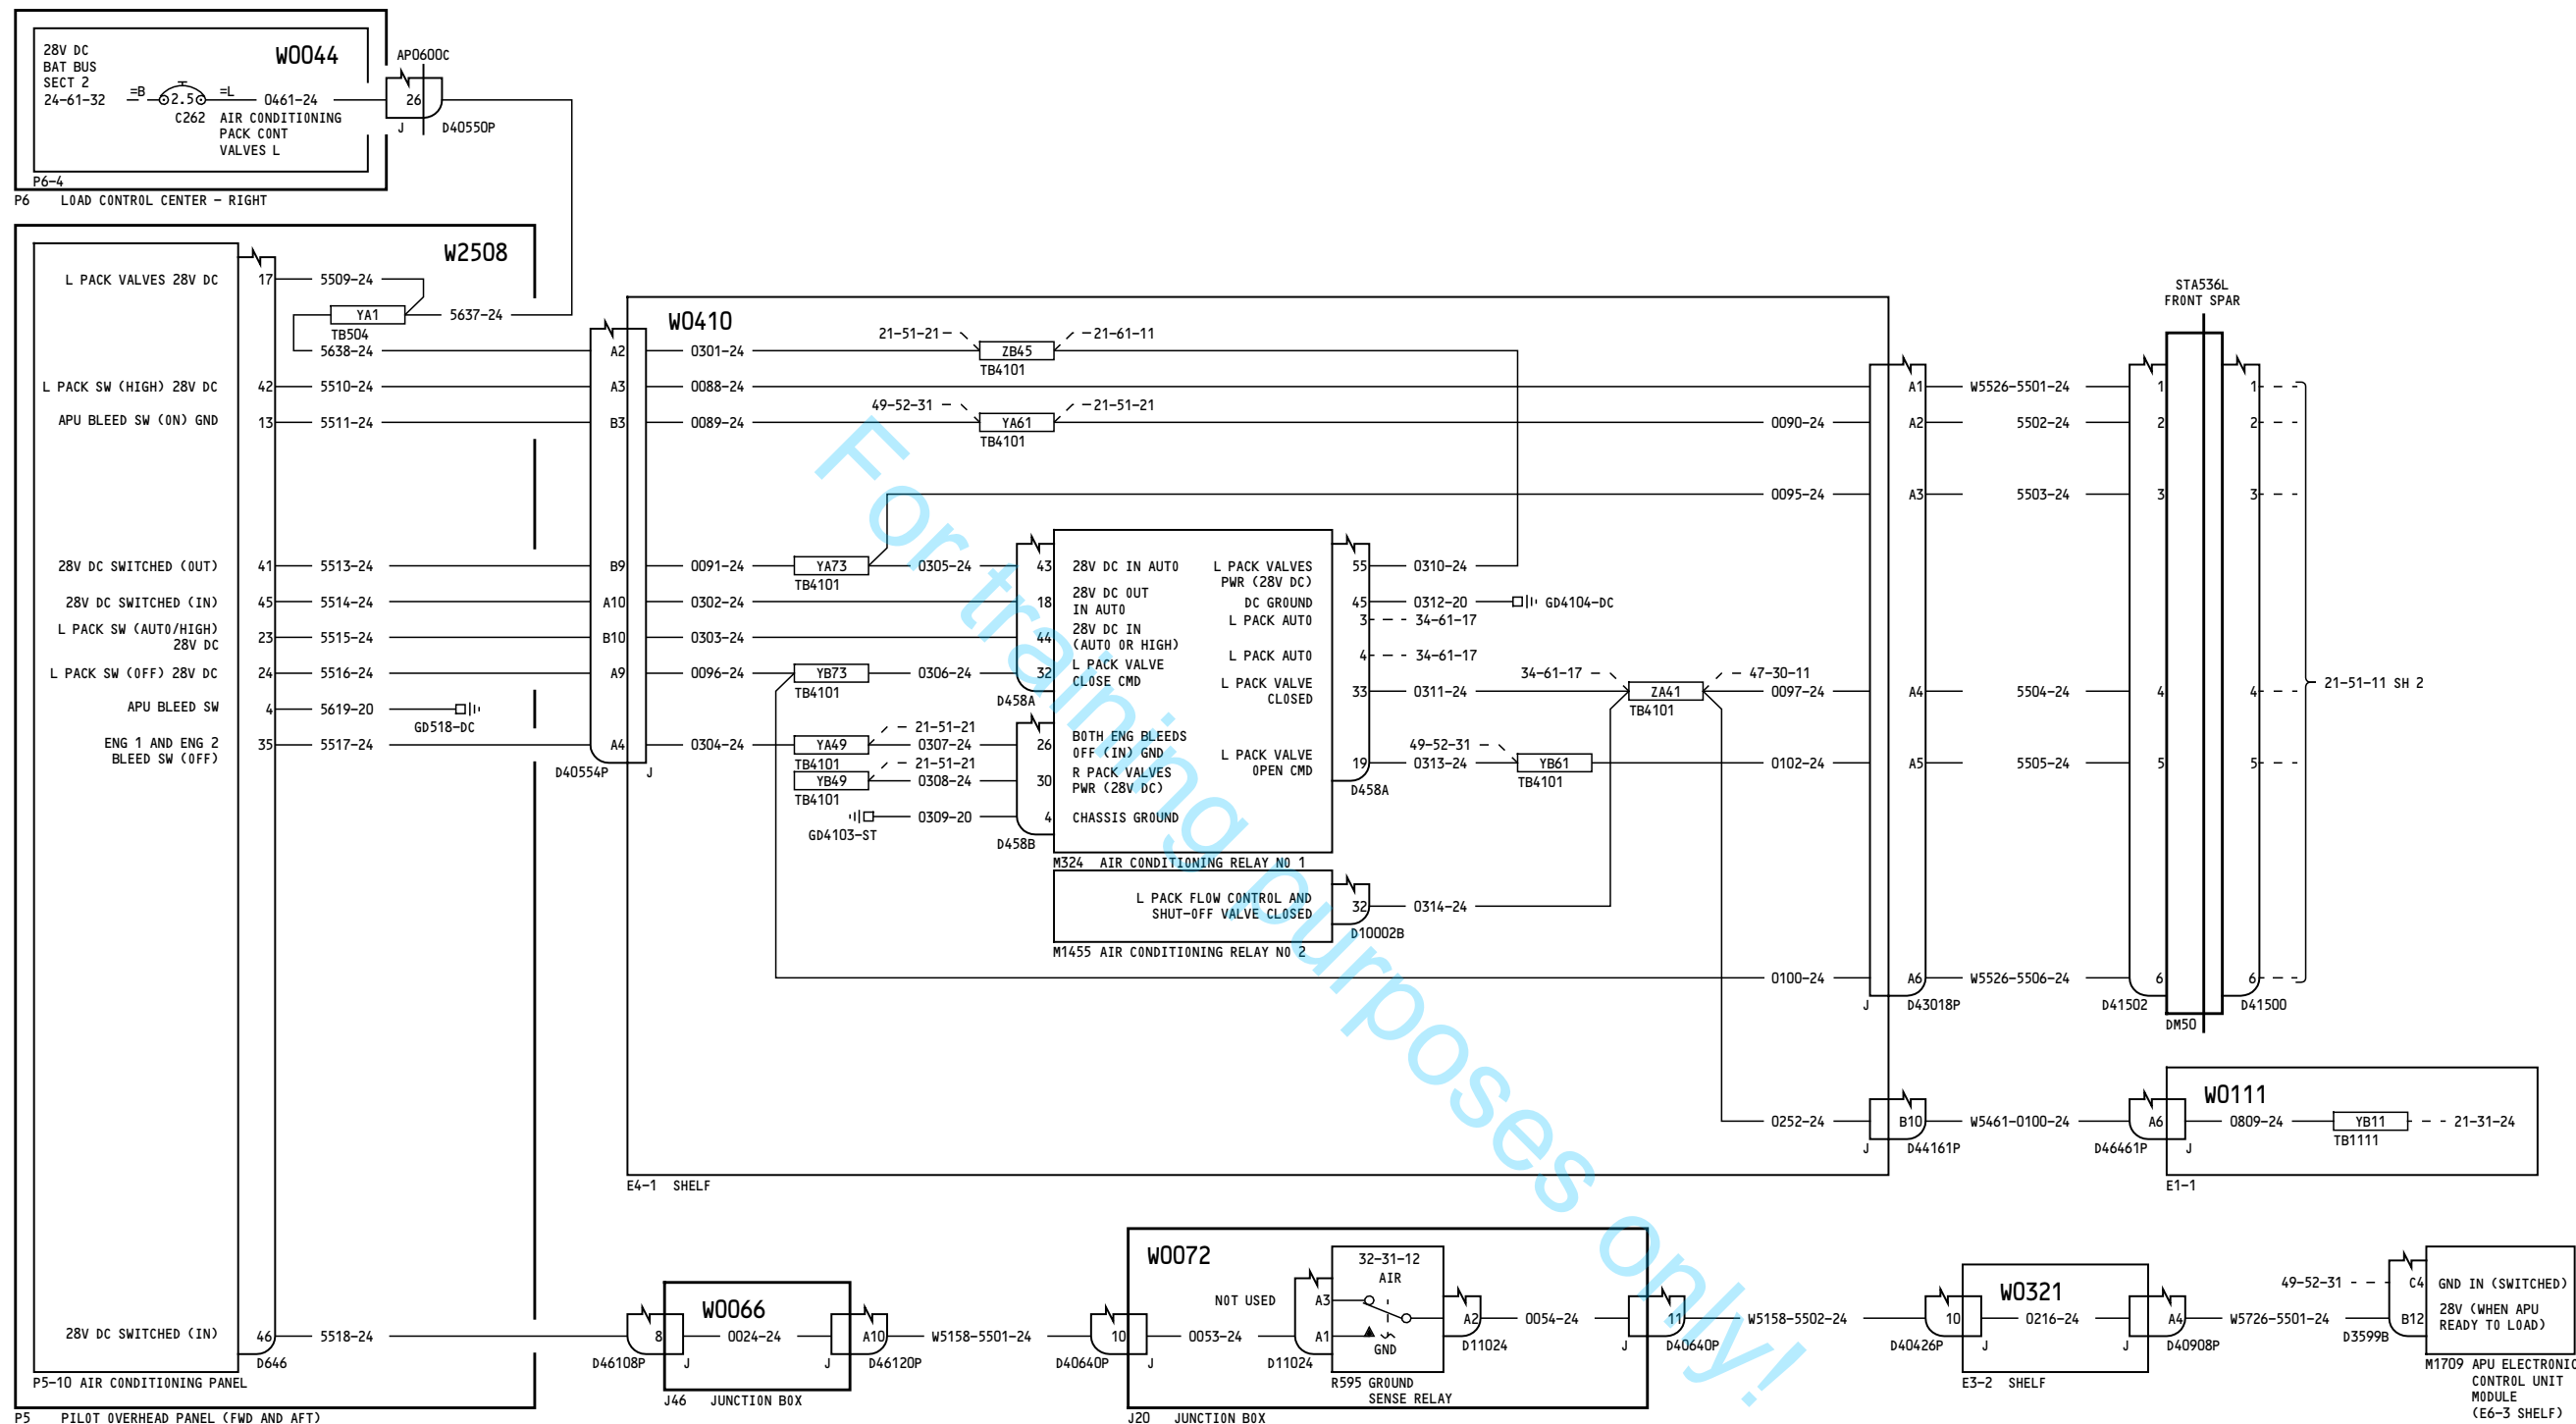 28V DC
BAT BUS
SECT 2
24-61-32
=B
2.5
=L
0461-24
W0044
C262 AIR CONDITIONING
PACK CONT
VALVES L
AP0600C
26
J
D40550P
P6-4
P6 LOAD CONTROL CENTER - RIGHT
W2508
L PACK VALVES 28V DC 17 5509-24
YA1 5637-24
TB504
5638-24
L PACK SW (HIGH) 28V DC 42 5510-24
APU BLEED SW (ON) GND 13 5511-24
28V DC SWITCHED (OUT) 41 5513-24
28V DC SWITCHED (IN) 45 5514-24
L PACK SW (AUTO/HIGH)
28V DC
23 5515-24
L PACK SW (OFF) 28V DC 24 5516-24
APU BLEED SW 4 5619-20
GD518-DC
ENG 1 AND ENG 2
BLEED SW (OFF)
35 5517-24
28V DC SWITCHED (IN) 46 5518-24
D646
P5-10 AIR CONDITIONING PANEL
P5 PILOT OVERHEAD PANEL (FWD AND AFT)
W0410
A2 0301-24
21-51-21 ZB45 21-61-11
TB4101
A3 0088-24
B3 0089-24
49-52-31 YA61 21-51-21
TB4101
0090-24
0095-24
B9 0091-24 YA73 0305-24 43
TB4101
A10 0302-24 18
B10 0303-24 44
A9 0096-24 YB73 0306-24 32
TB4101
D458A
A4 0304-24 YA49 0307-24 26
21-51-21
TB4101
21-51-21
YB49 0308-24 30
TB4101
GD4103-ST 0309-20 4
D458B
D40554P
J
28V DC IN AUTO
28V DC OUT
IN AUTO
28V DC IN
(AUTO OR HIGH)
L PACK VALVE
CLOSE CMD
BOTH ENG BLEEDS
OFF (IN) GND
R PACK VALVES
PWR (28V DC)
CHASSIS GROUND
L PACK VALVES
PWR (28V DC)
55 0310-24
DC GROUND 45 0312-20 GD4104-DC
L PACK AUTO 3 34-61-17
L PACK AUTO 4 34-61-17
L PACK VALVE
CLOSED
33 0311-24
34-61-17 ZA41 47-30-11
TB4101
0097-24
L PACK VALVE
OPEN CMD
19 0313-24
49-52-31
YB61
TB4101
0102-24
D458A
M324 AIR CONDITIONING RELAY NO 1
L PACK FLOW CONTROL AND
SHUT-OFF VALVE CLOSED
32 0314-24
D10002B
M1455 AIR CONDITIONING RELAY NO 2
0100-24
0252-24
E4-1 SHELF
A1 W5526-5501-24 1
A2 5502-24 2
A3 5503-24 3
A4 5504-24 4
A5 5505-24 5
A6 W5526-5506-24 6
J
D43018P
D41502
STA536L
FRONT SPAR
1
2
3
4
5
6
DM50
D41500
21-51-11 SH 2
B10 W5461-0100-24 A6
J
D44161P
D46461P
J
W0111
0809-24 YB11 21-31-24
TB1111
E1-1
8
D46108P
J
W0066
0024-24
A10
J
D46120P
J46 JUNCTION BOX
W5158-5501-24
10
D40640P
J
W0072
0053-24
NOT USED
A3
A1
D11024
32-31-12
AIR
GND
A2
D11024
R595 GROUND
SENSE RELAY
0054-24
11
J
D40640P
J20 JUNCTION BOX
W5158-5502-24
10
D40426P
J
W0321
0216-24
A4
J
D40908P
E3-2 SHELF
W5726-5501-24
49-52-31
C4
B12
D3599B
GND IN (SWITCHED)
28V (WHEN APU
READY TO LOAD)
M1709 APU ELECTRONIC
CONTROL UNIT
MODULE
(E6-3 SHELF)
For training purposes only!